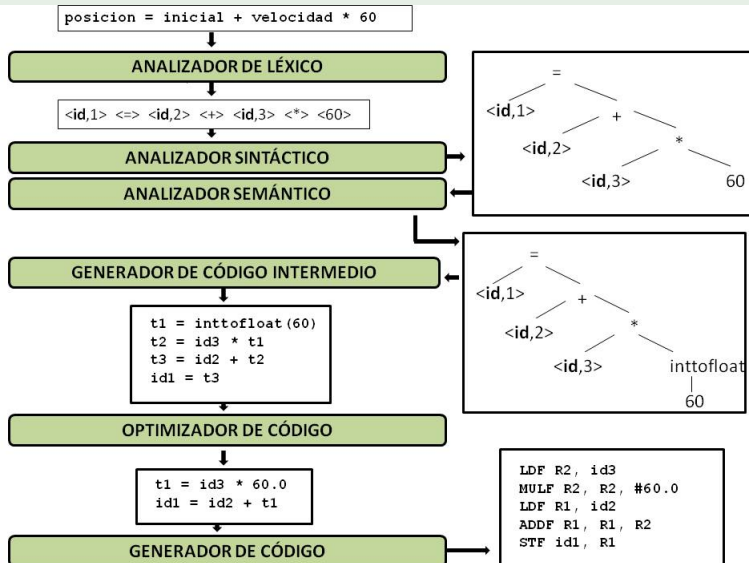 posicion = inicial + velocidad * 60
ANALIZADOR DE LÉXICO
<id,1> <=> <id,2> <+> <id,3> <*> <60>
ANALIZADOR SINTÁCTICO
=
<id,1>
+
<id,2>
*
<id,3>
60
ANALIZADOR SEMÁNTICO
=
<id,1>
+
<id,2>
*
<id,3>
inttofloat
60
GENERADOR DE CÓDIGO INTERMEDIO
t1 = inttofloat(60)
t2 = id3 * t1
t3 = id2 + t2
id1 = t3
OPTIMIZADOR DE CÓDIGO
t1 = id3 * 60.0
id1 = id2 + t1
GENERADOR DE CÓDIGO
LDF R2, id3
MULF R2, R2, #60.0
LDF R1, id2
ADDF R1, R1, R2
STF id1, R1